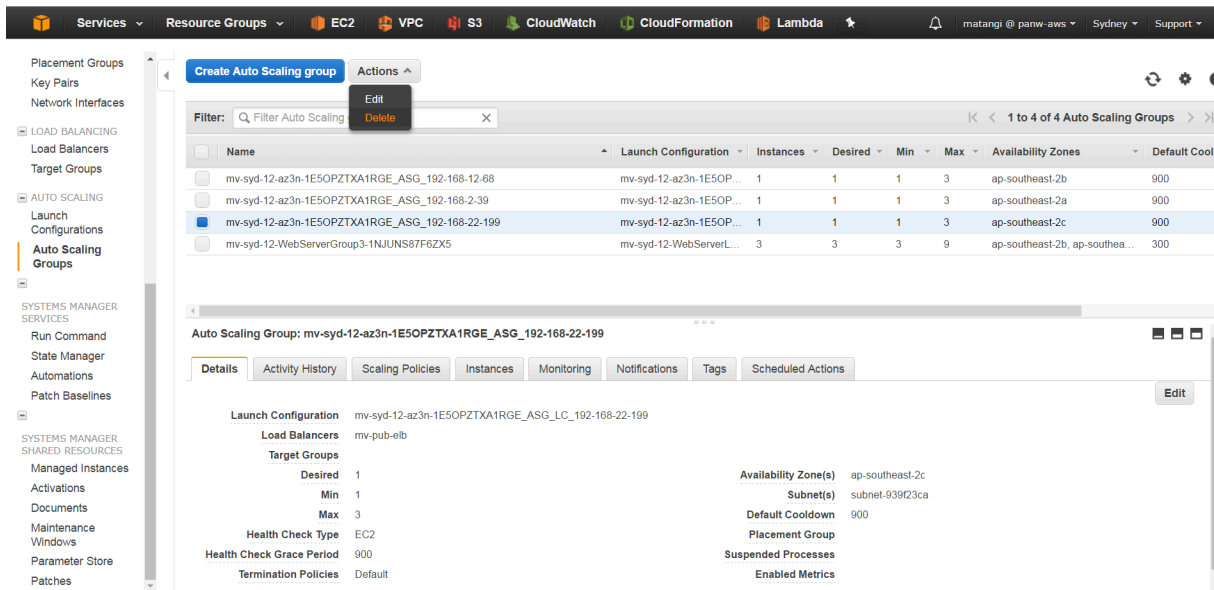 Services Resource Groups EC2 VPC S3 CloudWatch CloudFormation Lambda matangi @ panw-aws Sydney Support
Placement Groups
Key Pairs
Network Interfaces
LOAD BALANCING
Load Balancers
Target Groups
AUTO SCALING
Launch
Configurations
Auto Scaling
Groups
SYSTEMS MANAGER
SERVICES
Run Command
State Manager
Automations
Patch Baselines
SYSTEMS MANAGER
SHARED RESOURCES
Managed Instances
Activations
Documents
Maintenance
Windows
Parameter Store
Patches
Create Auto Scaling group Actions
Edit
Delete
Filter: Filter Auto Scaling 1 to 4 of 4 Auto Scaling Groups
Name Launch Configuration Instances Desired Min Max Availability Zones Default Cool
mv-syd-12-az3n-1E5OPZTXA1RGE_ASG_192-168-12-68 mv-syd-12-az3n-1E5OP... 1 1 1 3 ap-southeast-2b 900
mv-syd-12-az3n-1E5OPZTXA1RGE_ASG_192-168-2-39 mv-syd-12-az3n-1E5OP... 1 1 1 3 ap-southeast-2a 900
mv-syd-12-az3n-1E5OPZTXA1RGE_ASG_192-168-22-199 mv-syd-12-az3n-1E5OP... 1 1 1 3 ap-southeast-2c 900
mv-syd-12-WebServerGroup3-1NJUNS87F6ZX5 mv-syd-12-WebServerL... 3 3 3 9 ap-southeast-2b, ap-southea... 300
Auto Scaling Group: mv-syd-12-az3n-1E5OPZTXA1RGE_ASG_192-168-22-199
Details Activity History Scaling Policies Instances Monitoring Notifications Tags Scheduled Actions
Edit
Launch Configuration mv-syd-12-az3n-1E5OPZTXA1RGE_ASG_LC_192-168-22-199
Load Balancers mv-pub-elb
Target Groups
Desired 1 Availability Zone(s) ap-southeast-2c
Min 1 Subnet(s) subnet-939f23ca
Max 3 Default Cooldown 900
Health Check Type EC2 Placement Group
Health Check Grace Period 900 Suspended Processes
Termination Policies Default Enabled Metrics